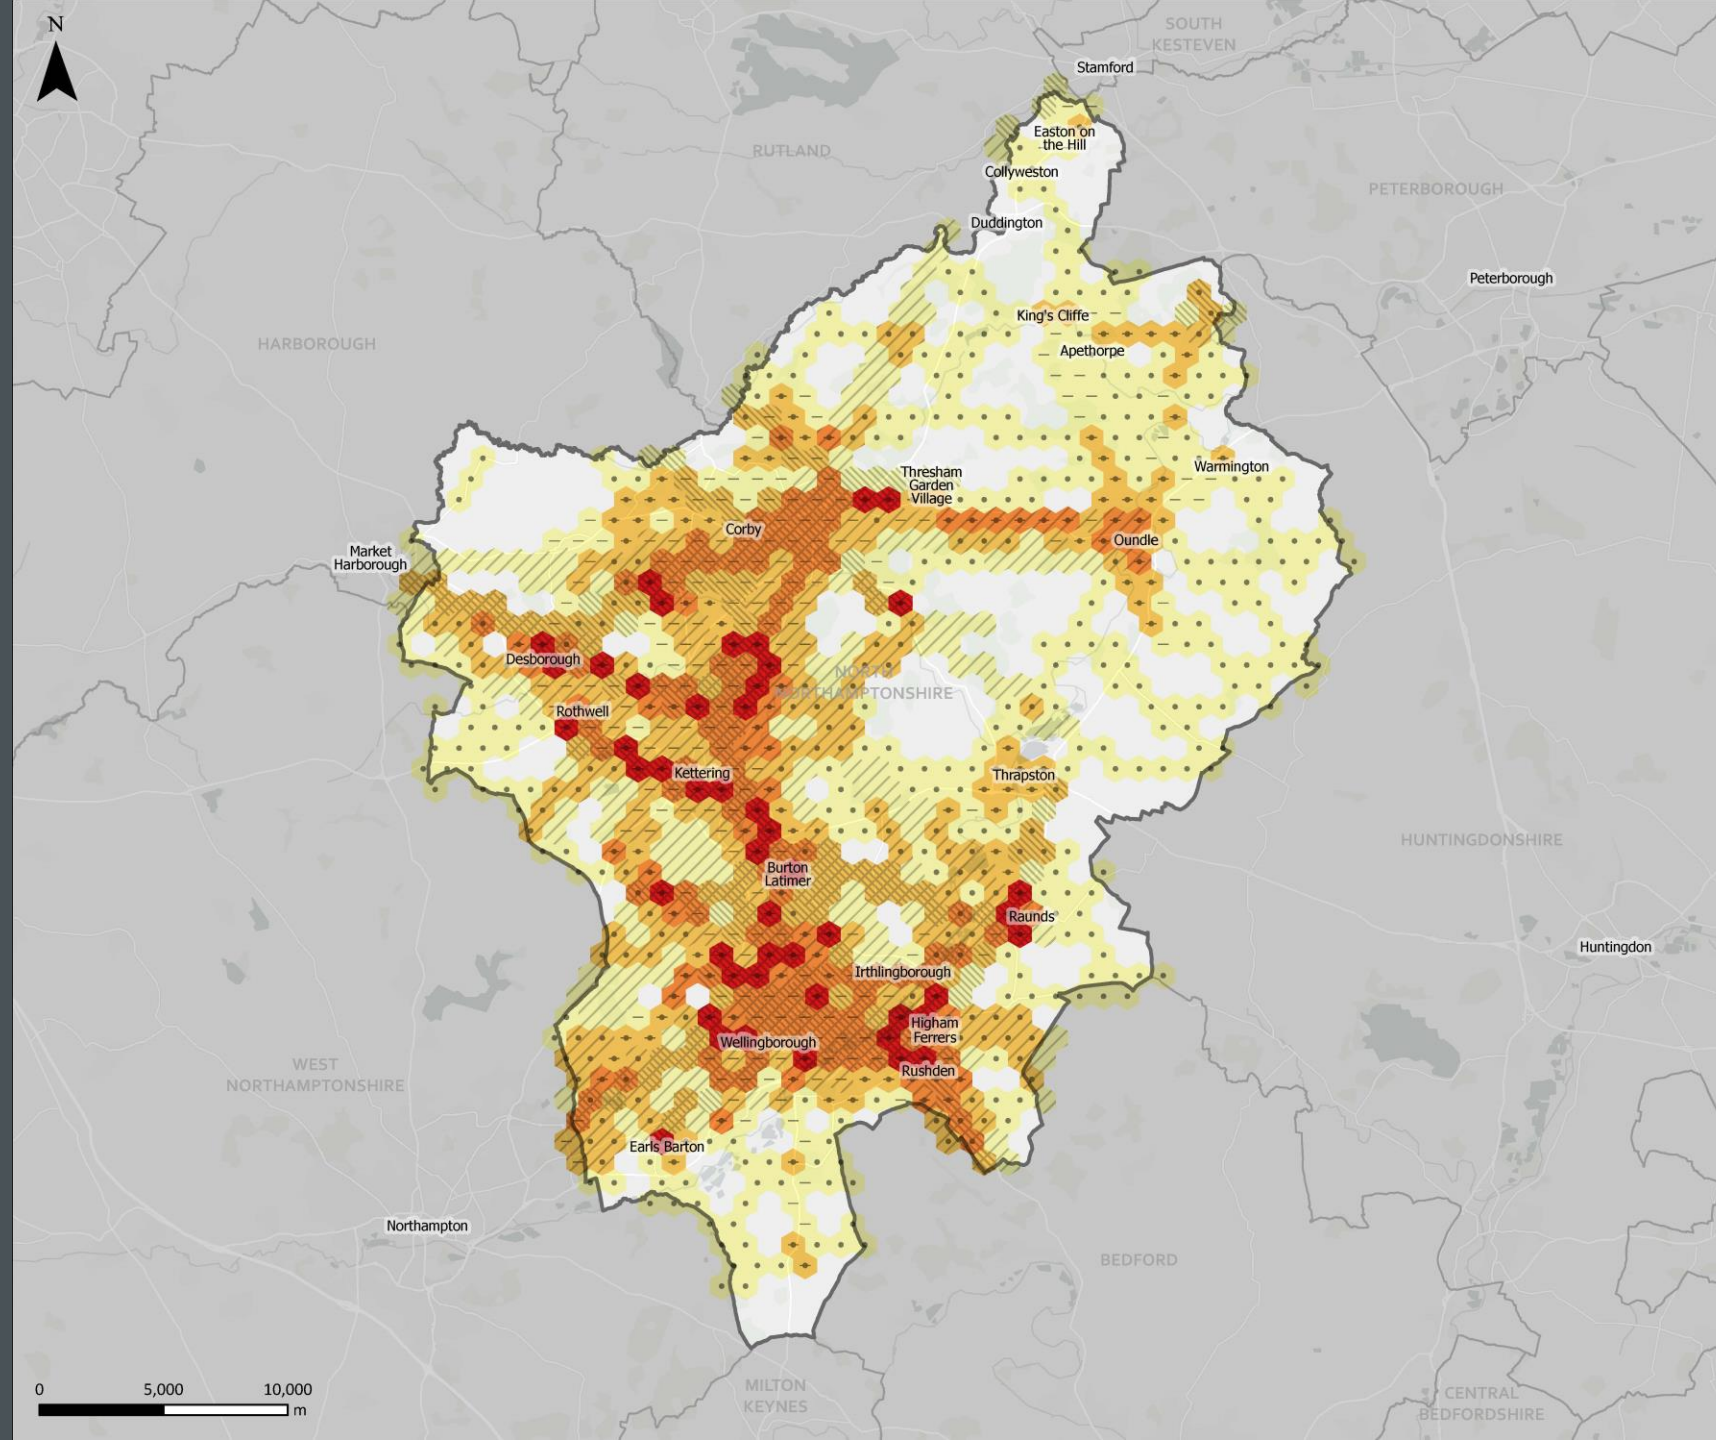 N
SOUTH
KESTEVEN
Stamford
Easton on
the Hill
RUTLAND
Collyweston
PETERBOROUGH
Duddington
Peterborough
King's Cliffe
HARBOROUGH
Apethorpe
Warmington
Thresham
Garden
Village
Corby
Oundle
Market
Harborough
Desborough
NORTH
NORTHAMPTONSHIRE
Rothwell
Kettering
Thrapston
HUNTINGDONSHIRE
Burton
Latimer
Raunds
Huntingdon
Irthlingborough
Higham
Ferrers
Wellingborough
Rushden
WEST
NORTHAMPTONSHIRE
Earls Barton
Northampton
BEDFORD
MILTON
KEYNES
CENTRAL
BEDFORDSHIRE
0 5,000 10,000
m